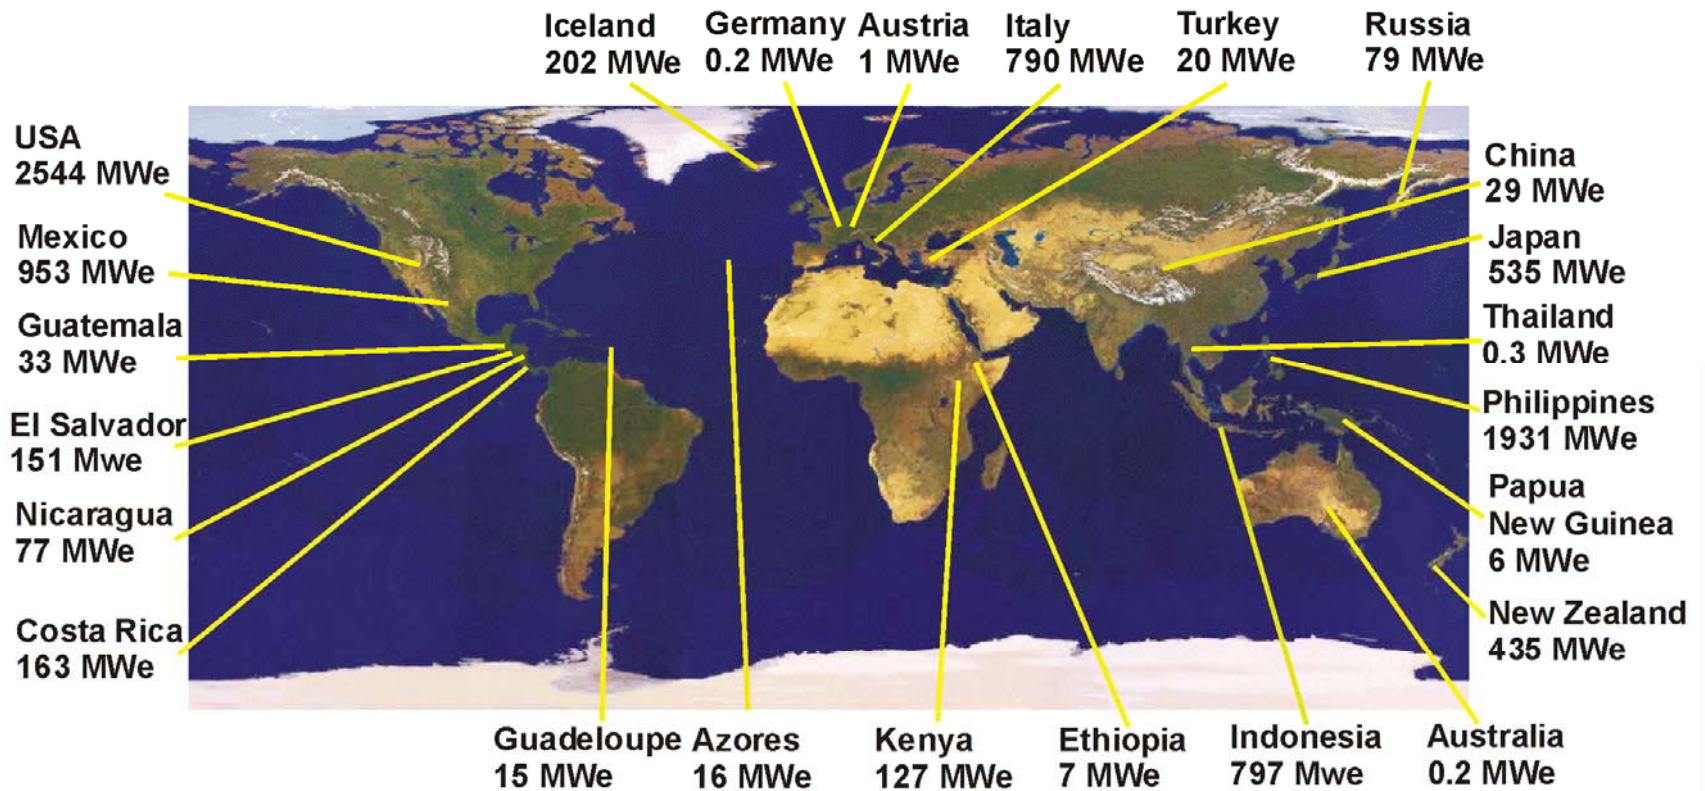 Iceland
202 MWe
Germany
0.2 MWe
Austria
1 MWe
Italy
790 MWe
Turkey
20 MWe
Russia
79 MWe
USA
2544 MWe
Mexico
953 MWe
Guatemala
33 MWe
El Salvador
151 Mwe
Nicaragua
77 MWe
Costa Rica
163 MWe
China
29 MWe
Japan
535 MWe
Thailand
0.3 MWe
Philippines
1931 MWe
Papua
New Guinea
6 MWe
New Zealand
435 MWe
Guadeloupe
15 MWe
Azores
16 MWe
Kenya
127 MWe
Ethiopia
7 MWe
Indonesia
797 Mwe
Australia
0.2 MWe